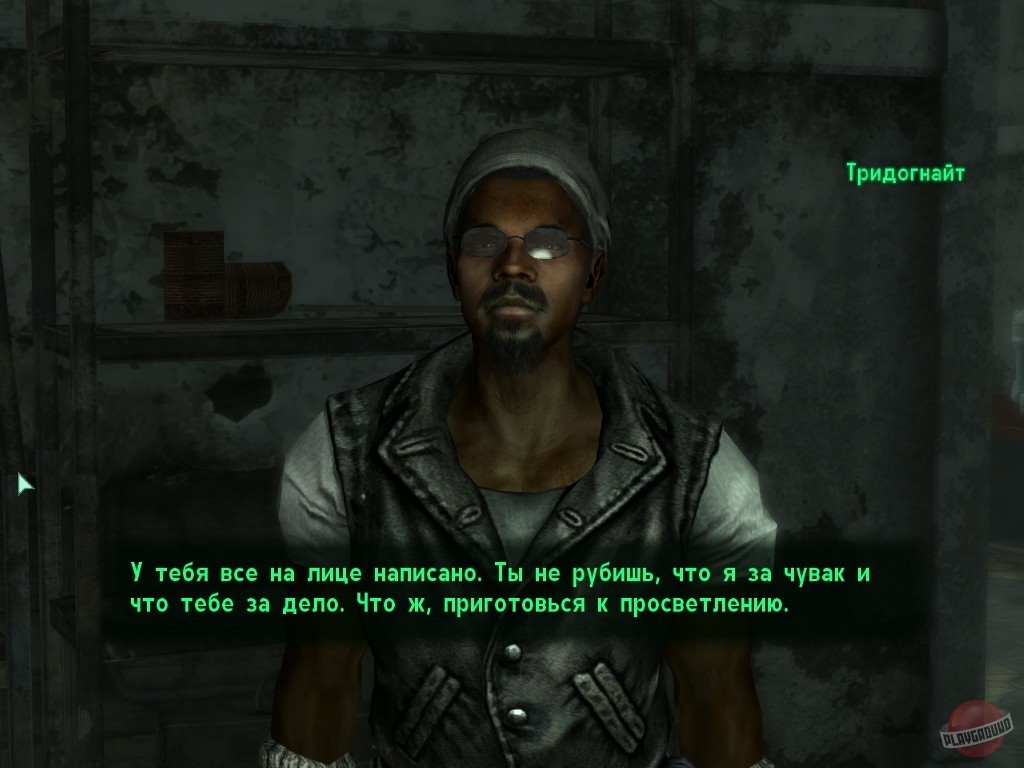 Тридогнайт
У тебя все на лице написано. Ты не рубишь, что я за чувак и
что тебе за дело. Что ж, приготовься к просветлению.
PLAYGROUND